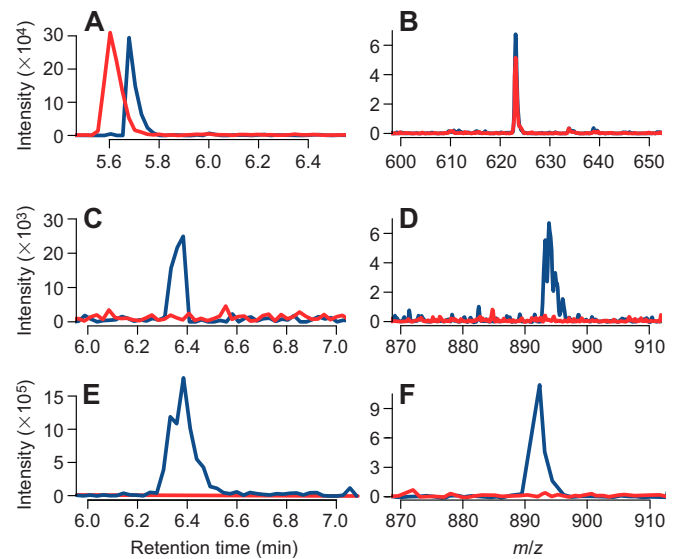 A
B
Intensity (×10⁴)
30
20
10
0
5.6 5.8 6.0 6.2 6.4
6
4
2
0
600 610 620 630 640 650
C
D
Intensity (×10³)
30
20
10
0
6.0 6.2 6.4 6.6 6.8 7.0
6
4
2
0
870 880 890 900 910
E
F
Intensity (×10⁵)
15
10
5
0
6.0 6.2 6.4 6.6 6.8 7.0
9
6
3
0
870 880 890 900 910
Retention time (min)
m/z